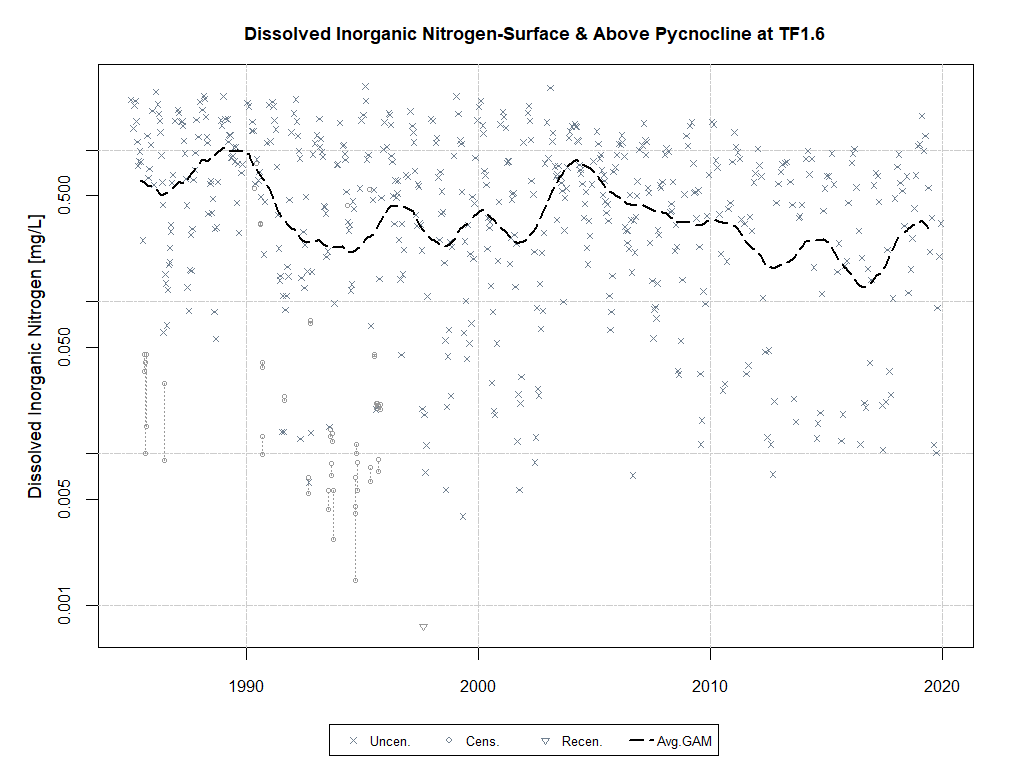 Dissolved Inorganic Nitrogen-Surface & Above Pycnocline at TF1.6
Dissolved Inorganic Nitrogen [mg/L]
0.500
0.050
0.005
0.001
1990 2000 2010 2020
Uncen. Cens. Recen. Avg.GAM